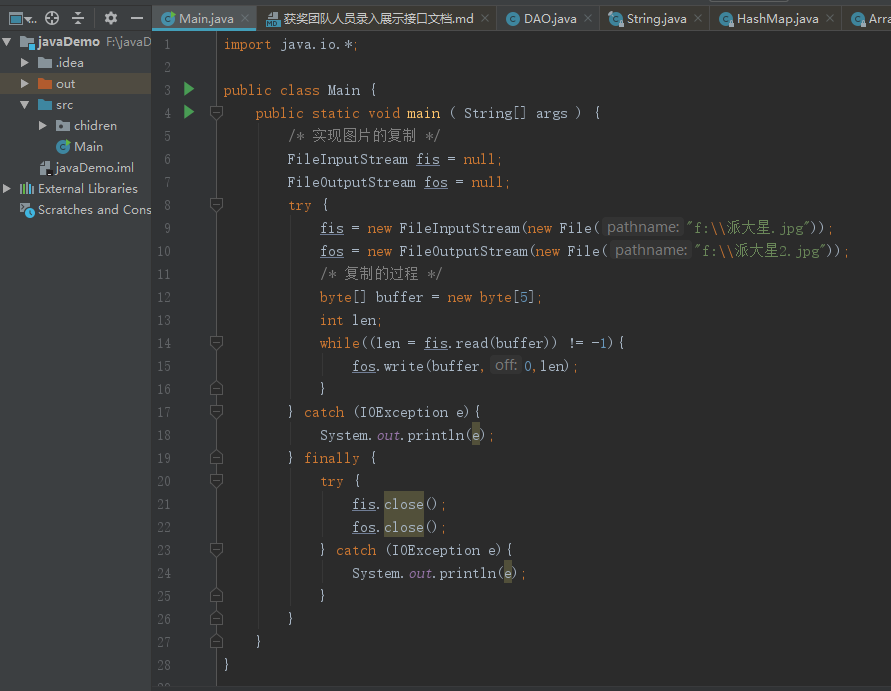 Main.java
获奖团队人员录入展示接口文档.md
DAO.java
String.java
HashMap.java
javaDemo F:\javaD
.idea
out
src
chidren
Main
javaDemo.iml
External Libraries
Scratches and Cons
1 import java.io.*;
2
3 public class Main {
4 public static void main ( String[] args ) {
5 /* 实现图片的复制 */
6 FileInputStream fis = null;
7 FileOutputStream fos = null;
8 try {
9 fis = new FileInputStream(new File( pathname: "f:\\派大星.jpg"));
10 fos = new FileOutputStream(new File( pathname: "f:\\派大星2.jpg"));
11 /* 复制的过程 */
12 byte[] buffer = new byte[5];
13 int len;
14 while((len = fis.read(buffer)) != -1){
15 fos.write(buffer, off: 0,len);
16 }
17 } catch (IOException e){
18 System.out.println(e);
19 } finally {
20 try {
21 fis.close();
22 fos.close();
23 } catch (IOException e){
24 System.out.println(e);
25 }
26 }
27 }
28 }